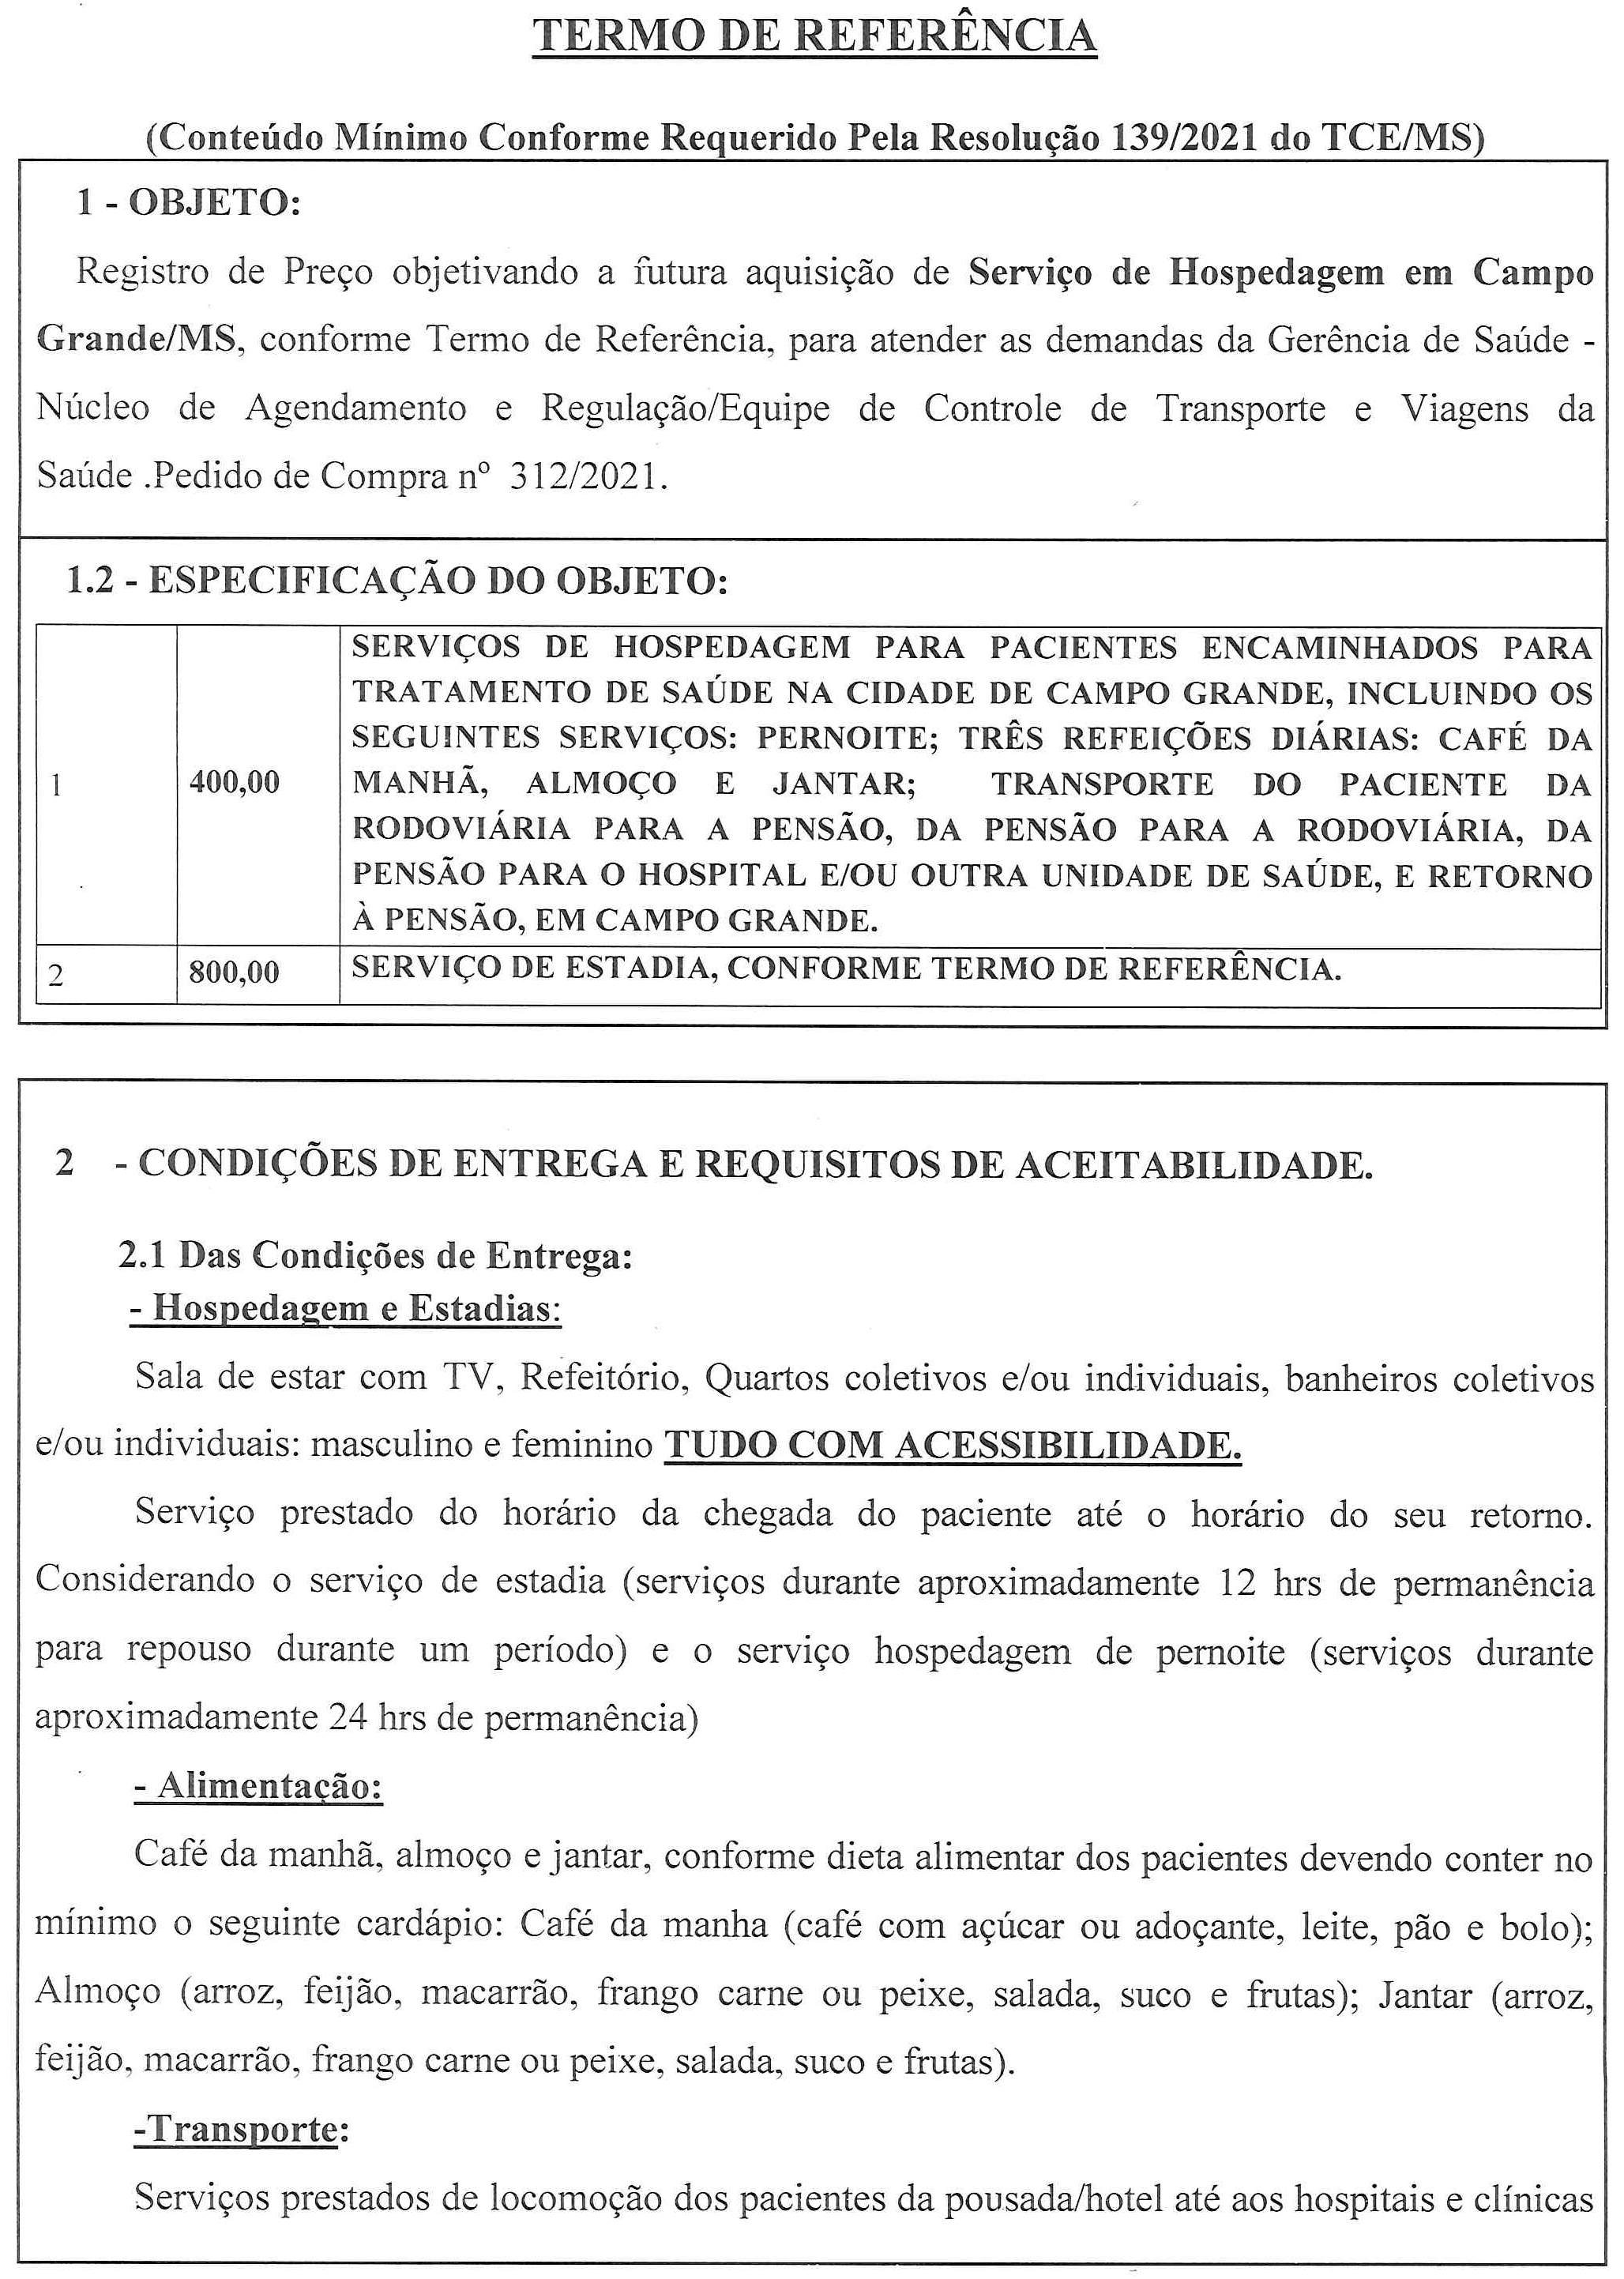 TERMO DE REFERÊNCIA
(Conteúdo Mínimo Conforme Requerido Pela Resolução 139/2021 do TCE/MS)
1 - OBJETO:
Registro de Preço objetivando a futura aquisição de Serviço de Hospedagem em Campo
Grande/MS, conforme Termo de Referência, para atender as demandas da Gerência de Saúde -
Núcleo de Agendamento e Regulação/Equipe de Controle de Transporte e Viagens da
Saúde .Pedido de Compra nº 312/2021.
1.2 - ESPECIFICAÇÃO DO OBJETO:
SERVIÇOS DE HOSPEDAGEM PARA PACIENTES ENCAMINHADOS PARA
TRATAMENTO DE SAÚDE NA CIDADE DE CAMPO GRANDE, INCLUINDO OS
SEGUINTES SERVIÇOS: PERNOITE; TRÊS REFEIÇÕES DIÁRIAS: CAFÉ DA
1 400,00 MANHÃ, ALMOÇO E JANTAR; TRANSPORTE DO PACIENTE DA
RODOVIÁRIA PARA A PENSÃO, DA PENSÃO PARA A RODOVIÁRIA, DA
PENSÃO PARA O HOSPITAL E/OU OUTRA UNIDADE DE SAÚDE, E RETORNO
À PENSÃO, EM CAMPO GRANDE.
2 800,00 SERVIÇO DE ESTADIA, CONFORME TERMO DE REFERÊNCIA.
2 - CONDIÇÕES DE ENTREGA E REQUISITOS DE ACEITABILIDADE.
2.1 Das Condições de Entrega:
- Hospedagem e Estadias:
Sala de estar com TV, Refeitório, Quartos coletivos e/ou individuais, banheiros coletivos
e/ou individuais: masculino e feminino TUDO COM ACESSIBILIDADE.
Serviço prestado do horário da chegada do paciente até o horário do seu retorno.
Considerando o serviço de estadia (serviços durante aproximadamente 12 hrs de permanência
para repouso durante um período) e o serviço hospedagem de pernoite (serviços durante
aproximadamente 24 hrs de permanência)
- Alimentação:
Café da manhã, almoço e jantar, conforme dieta alimentar dos pacientes devendo conter no
mínimo o seguinte cardápio: Café da manha (café com açúcar ou adoçante, leite, pão e bolo);
Almoço (arroz, feijão, macarrão, frango carne ou peixe, salada, suco e frutas); Jantar (arroz,
feijão, macarrão, frango carne ou peixe, salada, suco e frutas).
-Transporte:
Serviços prestados de locomoção dos pacientes da pousada/hotel até aos hospitais e clínicas